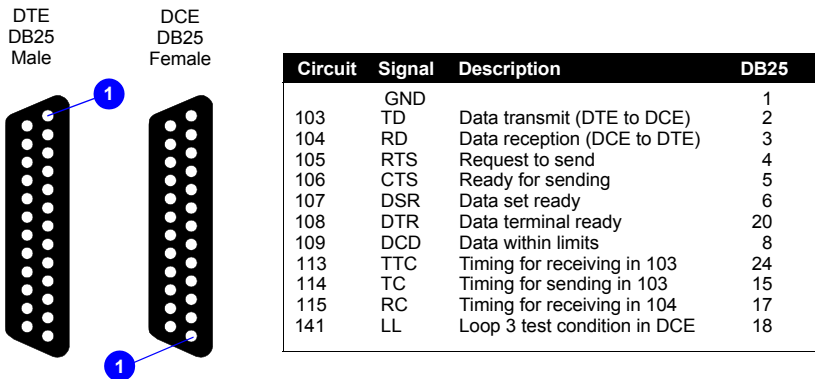 DTE
DB25
Male
DCE
DB25
Female
1
1
Circuit Signal Description DB25
GND 1
103 TD Data transmit (DTE to DCE) 2
104 RD Data reception (DCE to DTE) 3
105 RTS Request to send 4
106 CTS Ready for sending 5
107 DSR Data set ready 6
108 DTR Data terminal ready 20
109 DCD Data within limits 8
113 TTC Timing for receiving in 103 24
114 TC Timing for sending in 103 15
115 RC Timing for receiving in 104 17
141 LL Loop 3 test condition in DCE 18